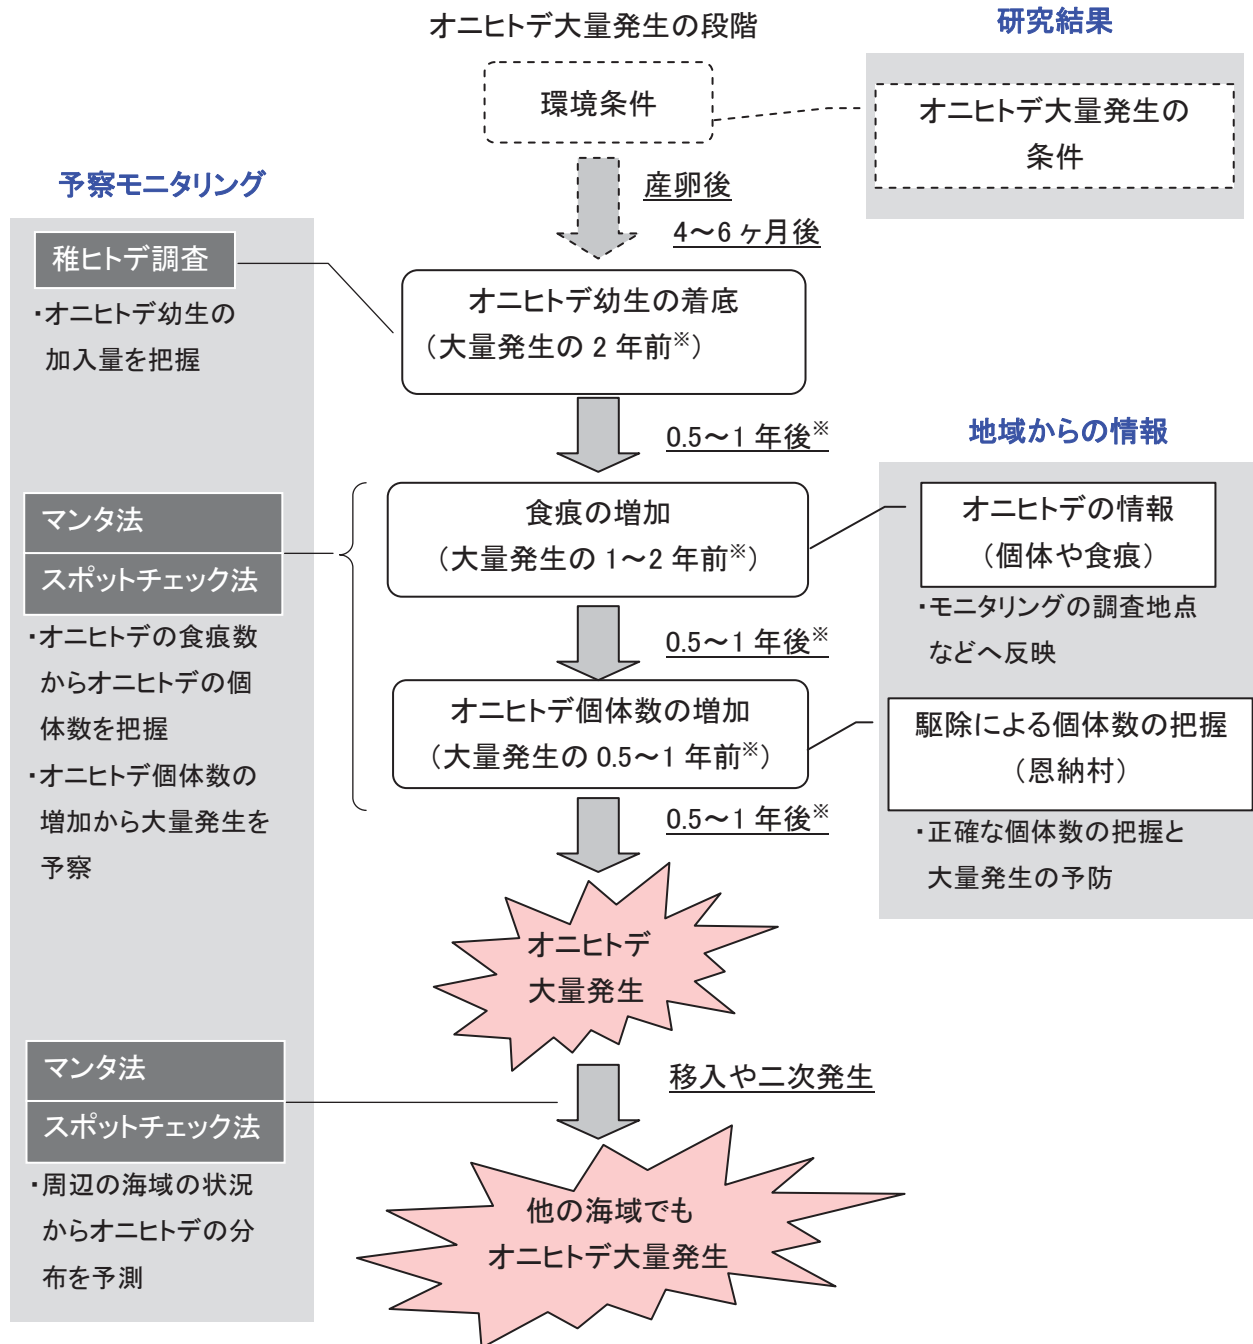 オニヒトデ大量発生の段階
研究結果
環境条件
オニヒトデ大量発生の
条件
産卵後
4～6ヶ月後
予察モニタリング
稚ヒトデ調査
・オニヒトデ幼生の
加入量を把握
オニヒトデ幼生の着底
（大量発生の 2 年前※）
0.5～1 年後※
地域からの情報
マンタ法
スポットチェック法
・オニヒトデの食痕数
からオニヒトデの個
体数を把握
・オニヒトデ個体数の
増加から大量発生を
予察
食痕の増加
（大量発生の 1～2 年前※）
オニヒトデの情報
（個体や食痕）
・モニタリングの調査地点
などへ反映
0.5～1 年後※
オニヒトデ個体数の増加
（大量発生の 0.5～1 年前※）
駆除による個体数の把握
（恩納村）
・正確な個体数の把握と
大量発生の予防
0.5～1 年後※
オニヒトデ
大量発生
マンタ法
スポットチェック法
・周辺の海域の状況
からオニヒトデの分
布を予測
移入や二次発生
他の海域でも
オニヒトデ大量発生